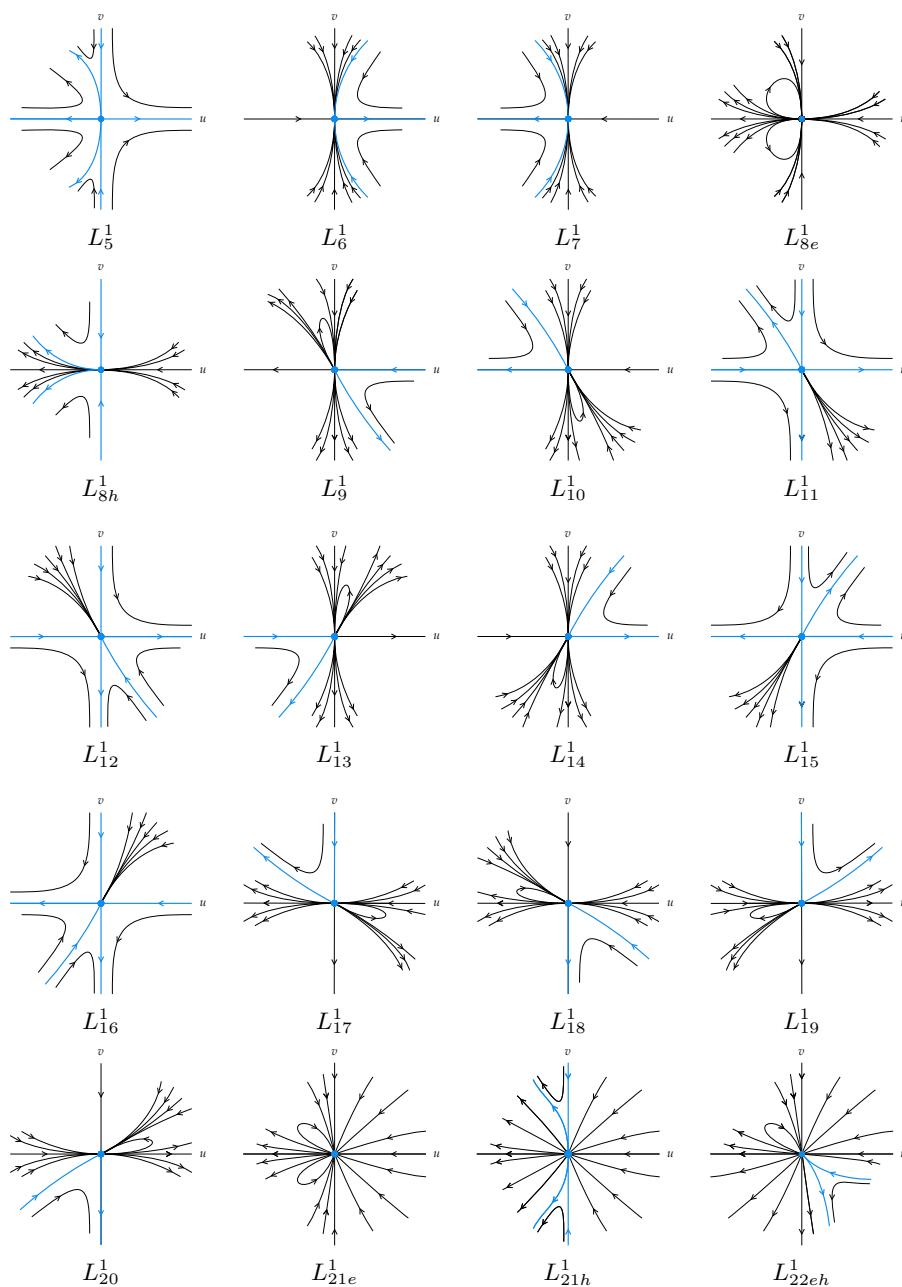 v v v v
u u u u
L^1_5 L^1_6 L^1_7 L^1_{8e}
v v v v
u u u u
L^1_{8h} L^1_9 L^1_{10} L^1_{11}
v v v v
u u u u
L^1_{12} L^1_{13} L^1_{14} L^1_{15}
v v v v
u u u u
L^1_{16} L^1_{17} L^1_{18} L^1_{19}
v v v v
u u u u
L^1_{20} L^1_{21e} L^1_{21h} L^1_{22eh}